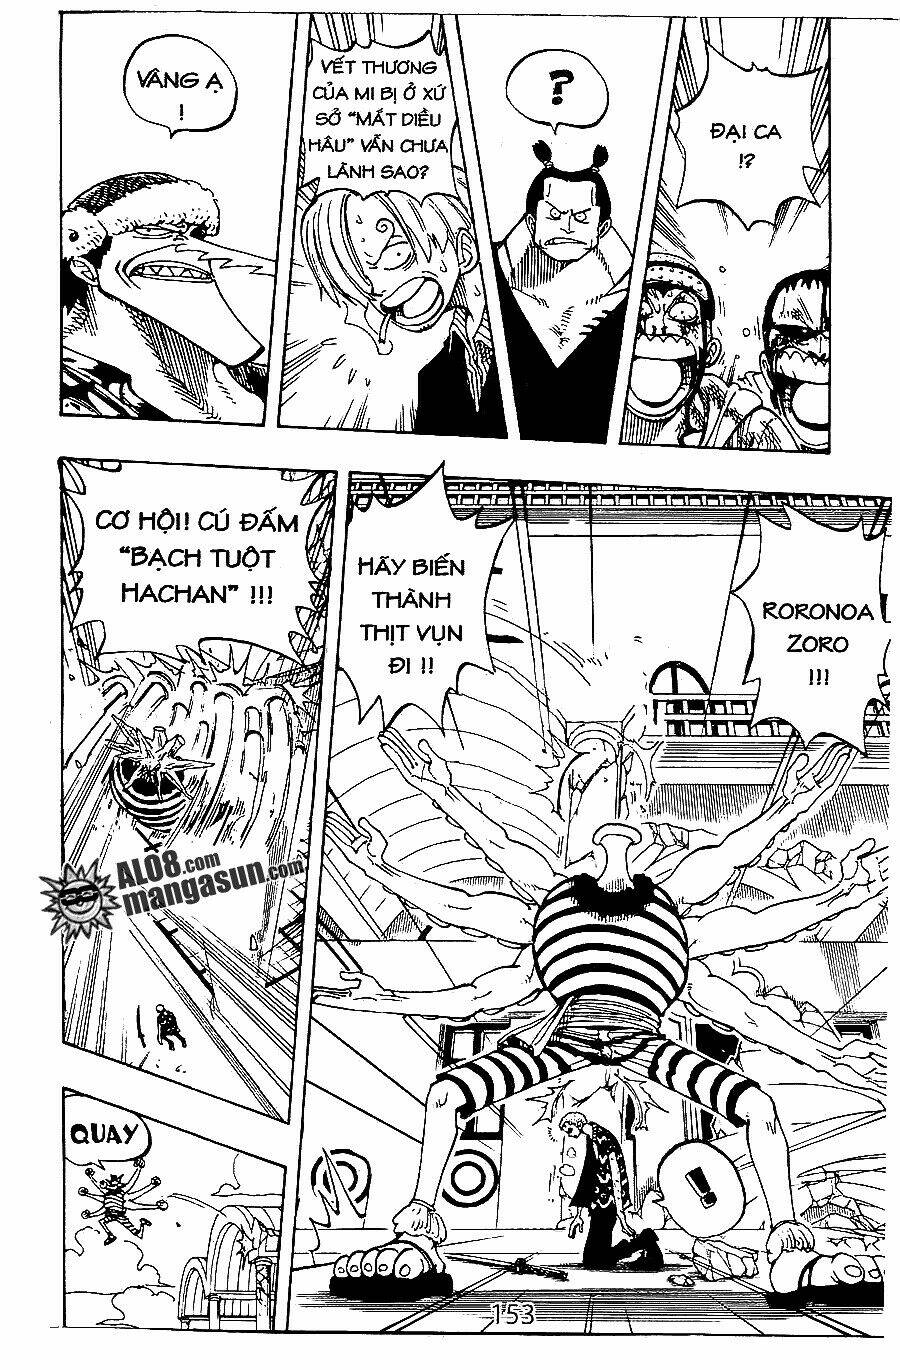 ĐẠI CA
!?
?
VẾT THƯƠNG
CỦA MI BỊ Ở XỨ
SỞ "MẮT DIỀU
HÂU" VẪN CHƯA
LÀNH SAO?
VÂNG Ạ
!
RORONOA
ZORO
!!!
HÃY BIẾN
THÀNH
THỊT VỤN
ĐI !!
CƠ HỘI! CÚ ĐẤM
"BẠCH TUỘT
HACHAN" !!!
AL08.com
mangasun.com
QUAY
!
153